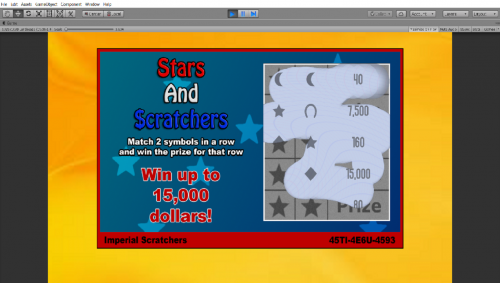 File Edit Assets GameObject Component Window Help
Stars
And
Scratchers
Match 2 symbols in a row
and win the prize for that row
Win up to
15,000
dollars!
40
7,500
160
15,000
80
Prize
Imperial Scratchers
45TI-4E6U-4593